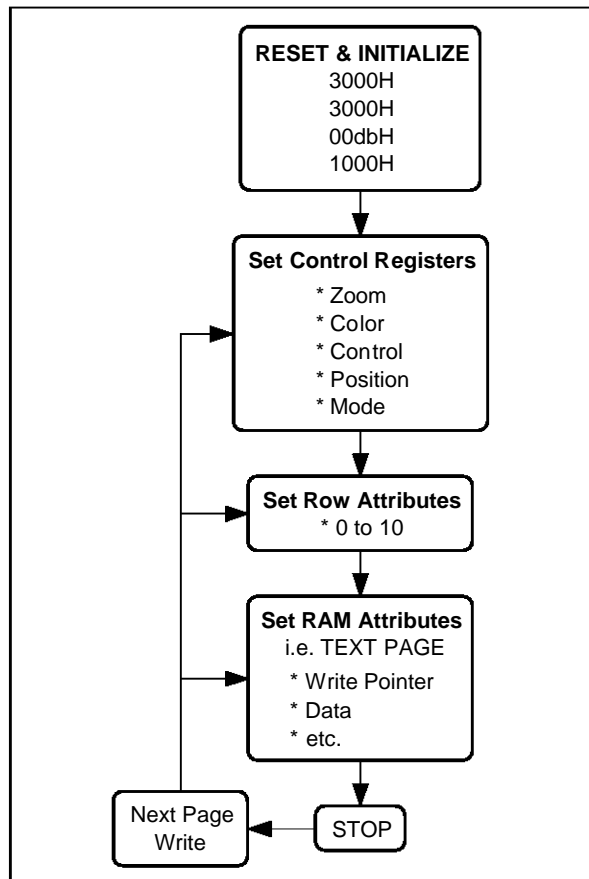 RESET & INITIALIZE
3000H
3000H
00dbH
1000H
Set Control Registers
* Zoom
* Color
* Control
* Position
* Mode
Set Row Attributes
* 0 to 10
Set RAM Attributes
i.e. TEXT PAGE
* Write Pointer
* Data
* etc.
Next Page
Write
STOP